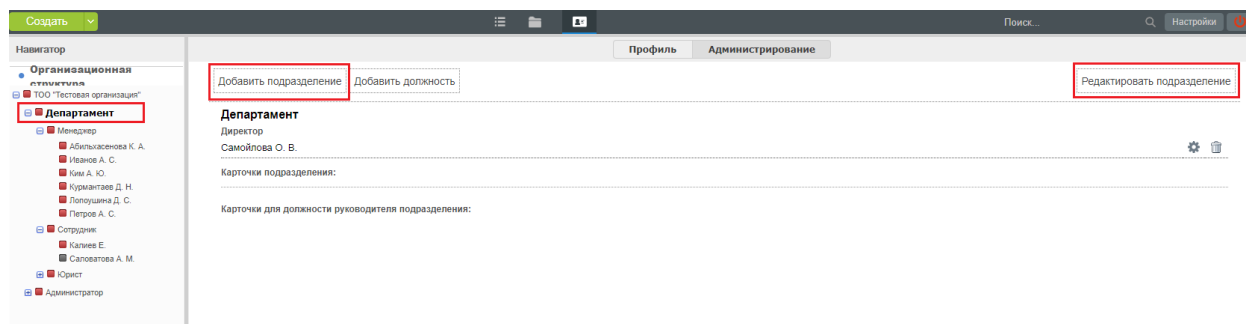 Создать
Поиск...
Настройки
Навигатор
Профиль
Администрирование
Организационная
структура
ТОО "Тестовая организация"
Департамент
Менеджер
Абильхасенова К. А.
Иванов А. С.
Ким А. Ю.
Курмантаев Д. Н.
Лопоушина Д. С.
Петров А. С.
Сотрудник
Калиев Е.
Саловатова А. М.
Юрист
Администратор
Добавить подразделение
Добавить должность
Редактировать подразделение
Департамент
Директор
Самойлова О. В.
Карточки подразделения:
Карточки для должности руководителя подразделения: